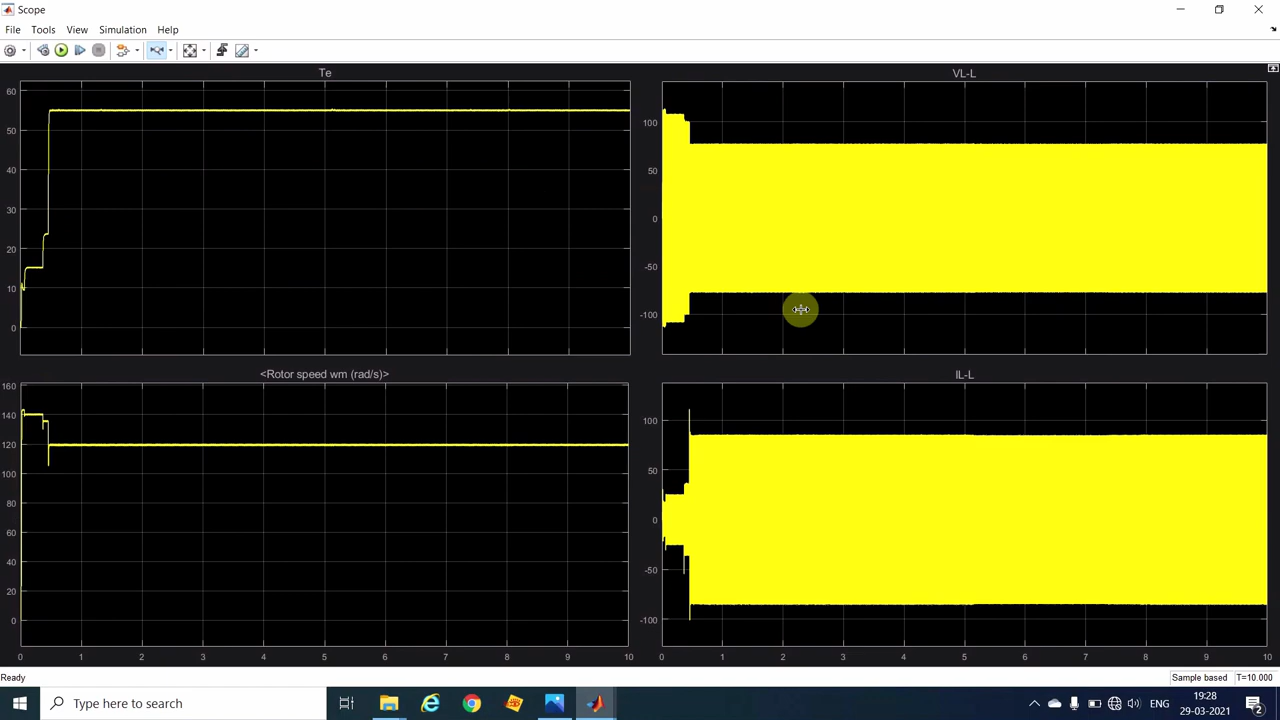 Scope
File Tools View Simulation Help
Te
60
50
40
30
20
10
0
VL-L
100
50
0
-50
-100
<Rotor speed wm (rad/s)>
160
140
120
100
80
60
40
20
0
0 1 2 3 4 5 6 7 8 9 10
IL-L
100
50
0
-50
-100
0 1 2 3 4 5 6 7 8 9 10
Ready
Sample based T=10.000
Type here to search
ENG
19:28
29-03-2021
2